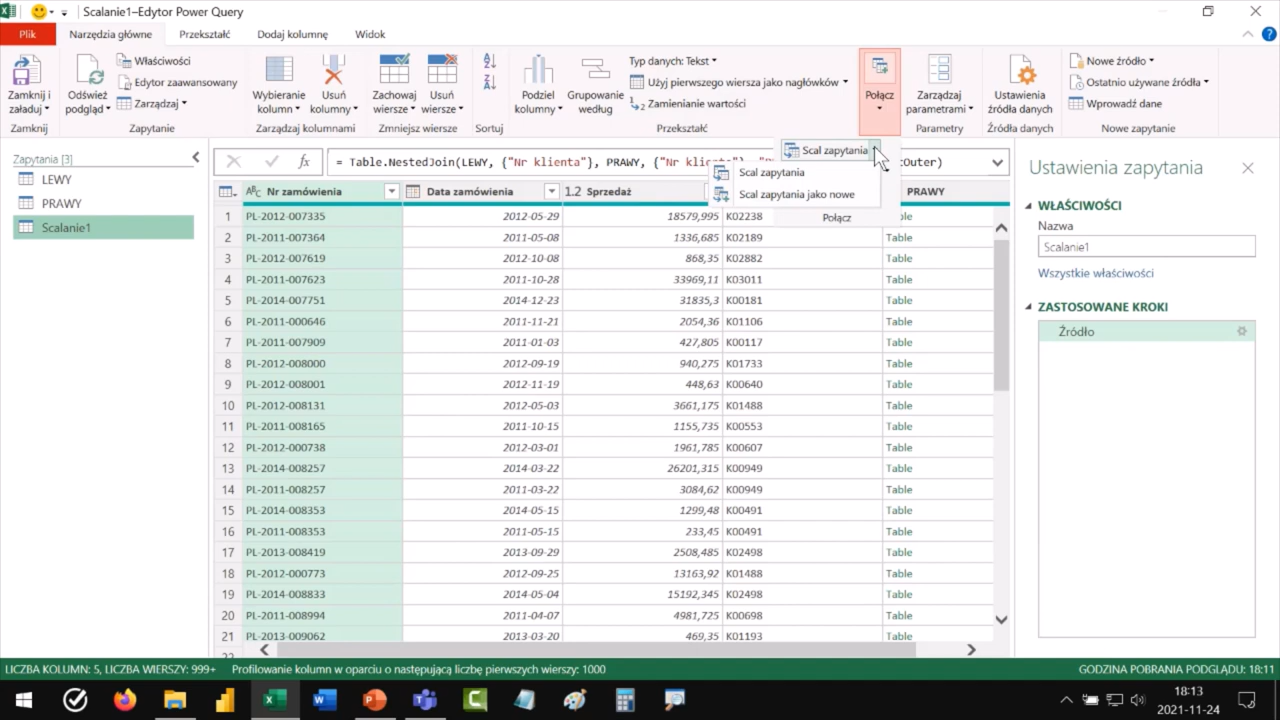 Scalanie1–Edytor Power Query
Plik
Narzędzia główne
Przekształć
Dodaj kolumnę
Widok
Zamknij i
załaduj
Zamknij
Odśwież
podgląd
Właściwości
Edytor zaawansowany
Zarządzaj
Zapytanie
Wybieranie
kolumn
Usuń
kolumny
Zarządzaj kolumnami
Zachowaj
wiersze
Usuń
wiersze
Zmniejsz wiersze
Sortuj
Podziel
kolumny
Grupowanie
według
Typ danych: Tekst
Użyj pierwszego wiersza jako nagłówków
Zamienianie wartości
Przekształć
Połącz
Zarządzaj
parametrami
Parametry
Ustawienia
źródła danych
Źródła danych
Nowe źródło
Ostatnio używane źródła
Wprowadź dane
Nowe zapytanie
Scal zapytania
Scal zapytania
Scal zapytania jako nowe
Połącz
Zapytania [3]
LEWY
PRAWY
Scalanie1
fx
= Table.NestedJoin(LEWY, {"Nr klienta"}, PRAWY, {"Nr
Nr zamówienia Data zamówienia 1.2 Sprzedaż PRAWY
1 PL-2012-007335 2012-05-29 18579,995 K02238
2 PL-2011-007364 2011-05-08 1336,685 K02189 Table
3 PL-2012-007619 2012-10-08 868,35 K02882 Table
4 PL-2011-007623 2011-10-28 33969,11 K03011 Table
5 PL-2014-007751 2014-12-23 31835,3 K00181 Table
6 PL-2011-000646 2011-11-21 2054,36 K01106 Table
7 PL-2011-007909 2011-01-03 427,805 K00117 Table
8 PL-2012-008000 2012-09-19 940,275 K01733 Table
9 PL-2012-008001 2012-11-19 448,63 K00640 Table
10 PL-2012-008131 2012-05-03 3661,175 K01488 Table
11 PL-2011-008165 2011-10-15 1155,735 K00553 Table
12 PL-2012-000738 2012-03-01 1961,785 K00607 Table
13 PL-2014-008257 2014-03-22 26201,315 K00949 Table
14 PL-2011-008257 2011-03-22 3084,62 K00949 Table
15 PL-2014-008353 2014-05-15 1299,48 K00491 Table
16 PL-2011-008353 2011-05-15 233,45 K00491 Table
17 PL-2013-008419 2013-09-29 2508,485 K02498 Table
18 PL-2012-000773 2012-09-25 13163,92 K01488 Table
19 PL-2014-008833 2014-05-04 15192,345 K02498 Table
20 PL-2011-008994 2011-04-07 4981,725 K00698 Table
21 PL-2013-009062 2013-03-20 469,35 K01193 Table
Ustawienia zapytania
WŁAŚCIWOŚCI
Nazwa
Scalanie1
Wszystkie właściwości
ZASTOSOWANE KROKI
Źródło
LICZBA KOLUMN: 5, LICZBA WIERSZY: 999+
Profilowanie kolumn w oparciu o następującą liczbę pierwszych wierszy: 1000
GODZINA POBRANIA PODGLĄDU: 18:11
18:13
2021-11-24